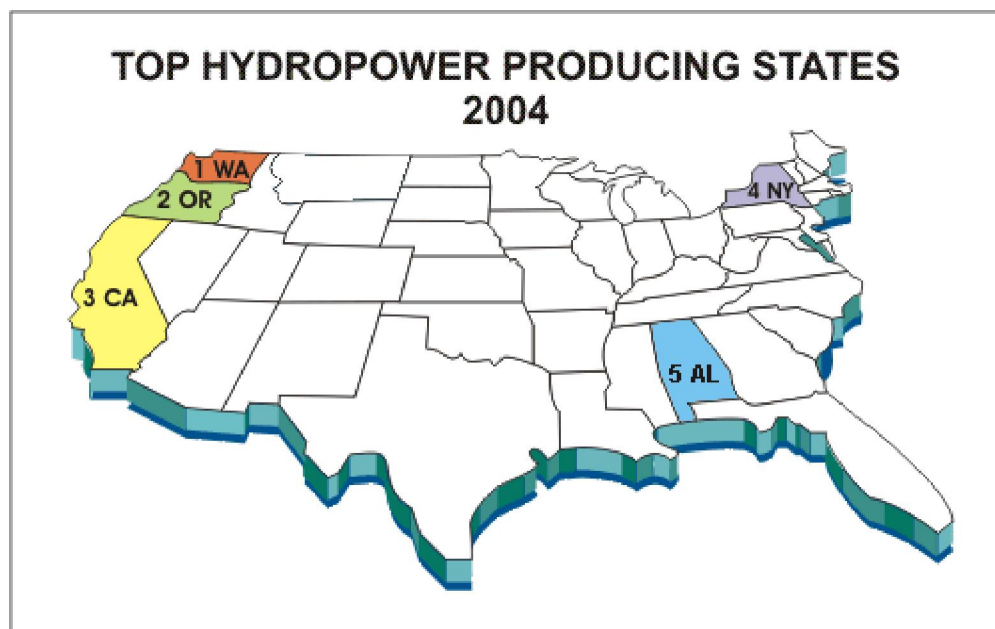 TOP HYDROPOWER PRODUCING STATES
2004
1 WA
2 OR
3 CA
4 NY
5 AL